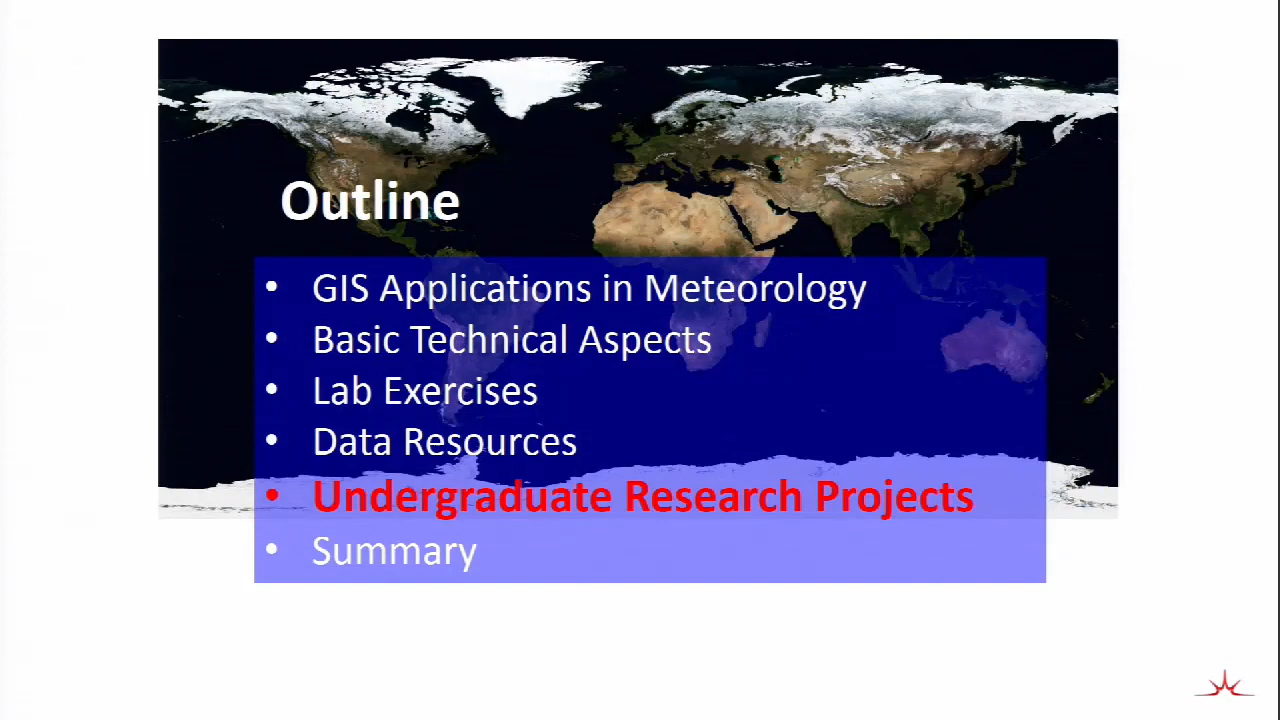 Outline
• GIS Applications in Meteorology
• Basic Technical Aspects
• Lab Exercises
• Data Resources
• Undergraduate Research Projects
• Summary